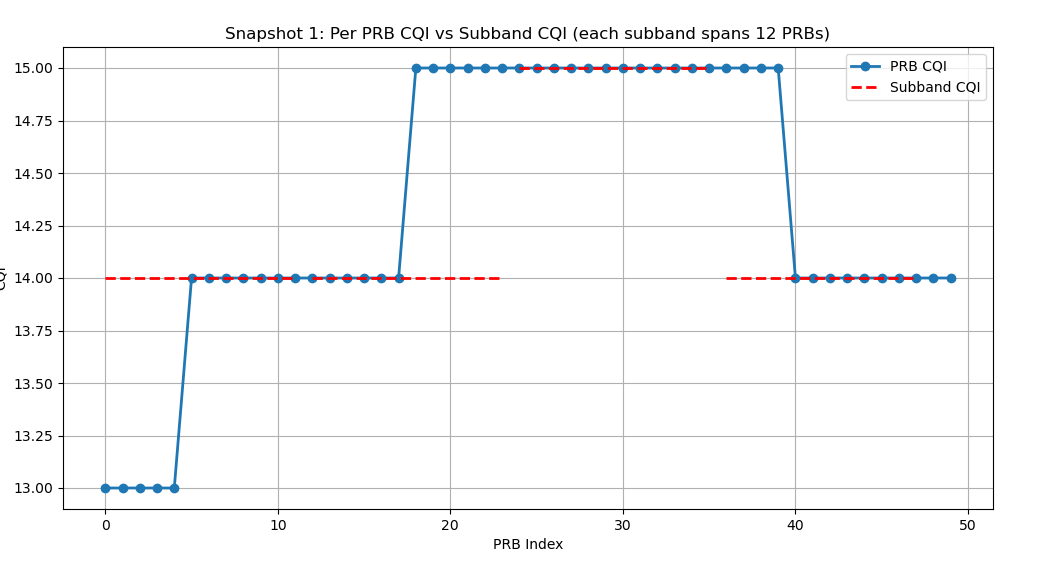 Snapshot 1: Per PRB CQI vs Subband CQI (each subband spans 12 PRBs)
PRB CQI
Subband CQI
15.00
14.75
14.50
14.25
14.00
13.75
13.50
13.25
13.00
CQI
0 10 20 30 40 50
PRB Index